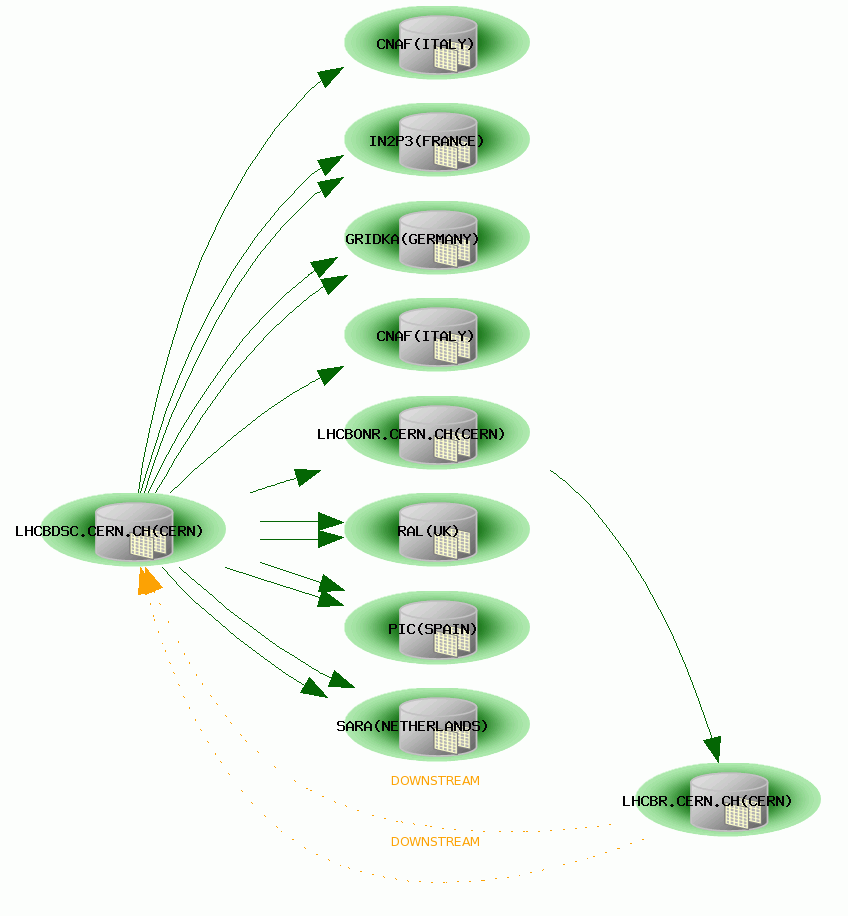 CNAF(ITALY)
IN2P3(FRANCE)
GRIDKA(GERMANY)
CNAF(ITALY)
LHCBONR.CERN.CH(CERN)
LHCBDSC.CERN.CH(CERN)
RAL(UK)
PIC(SPAIN)
SARA(NETHERLANDS)
DOWNSTREAM
LHCBR.CERN.CH(CERN)
DOWNSTREAM